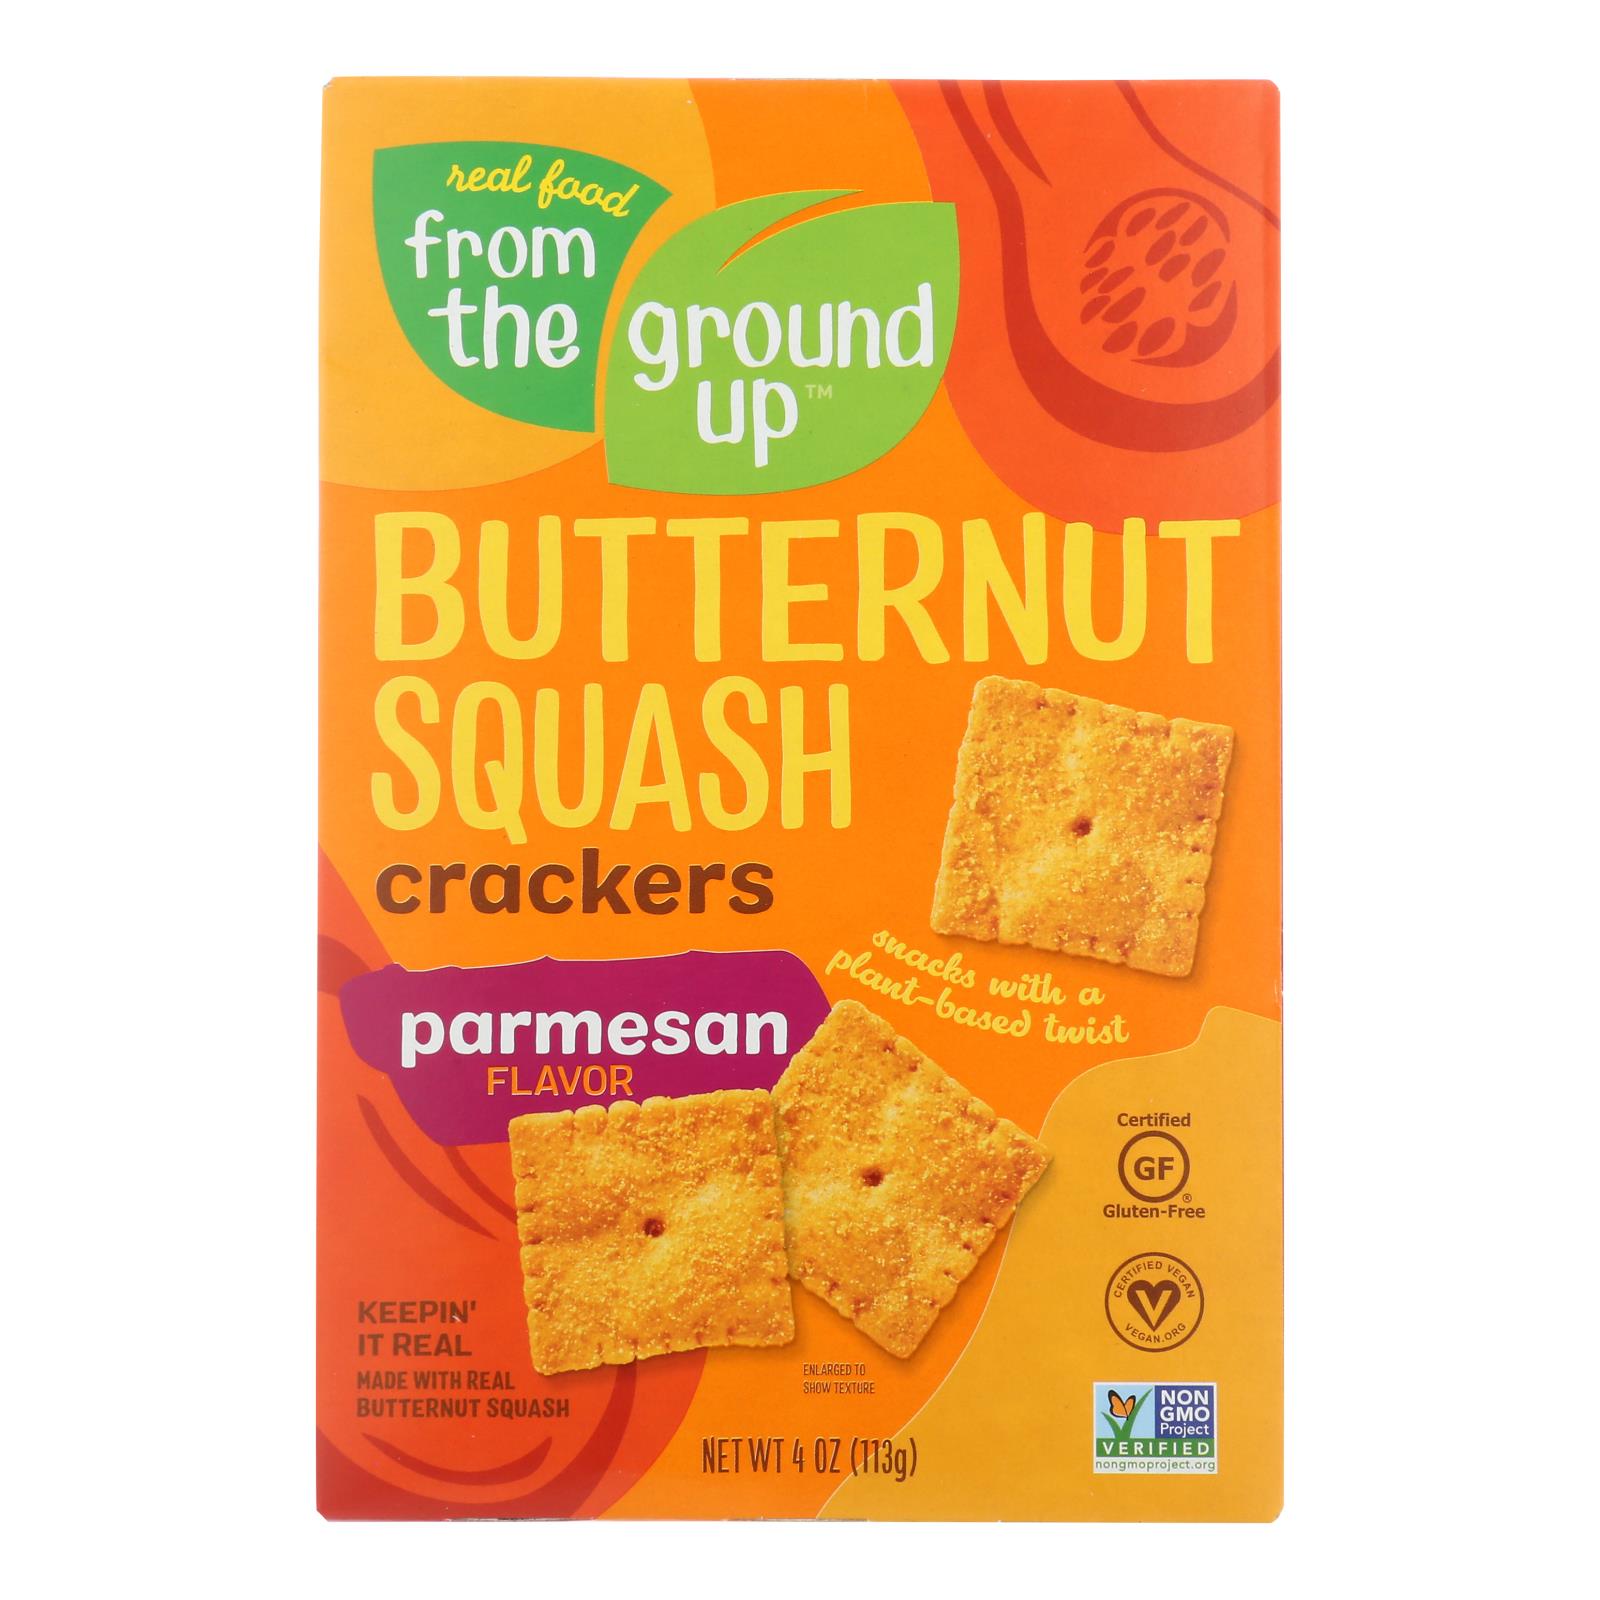 real food
from
the
ground
up™
BUTTERNUT
SQUASH
crackers
snacks with a
plant-based twist
parmesan
FLAVOR
Certified
GF®
Gluten-Free
CERTIFIED VEGAN
V
VEGAN.ORG
KEEPIN'
IT REAL
MADE WITH REAL
BUTTERNUT SQUASH
ENLARGED TO
SHOW TEXTURE
NET WT 4 OZ (113g)
NON
GMO
Project
VERIFIED
nongmoproject.org